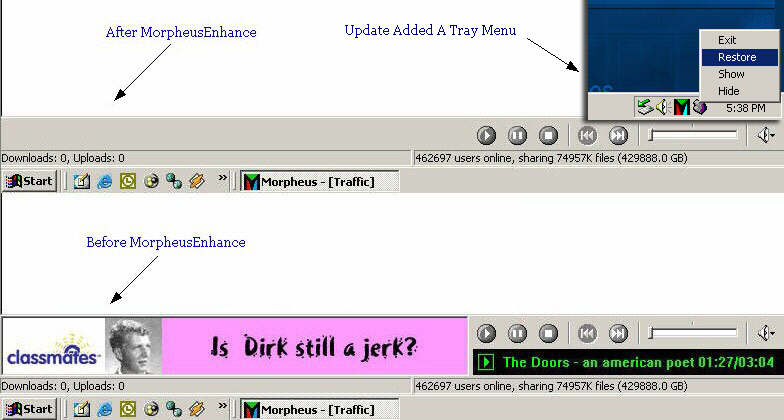 After MorpheusEnhance
Update Added A Tray Menu
Exit
Restore
Show
Hide
5:38 PM
Downloads: 0, Uploads: 0
462697 users online, sharing 74957K files (429888.0 GB)
Start
»
Morpheus - [Traffic]
Before MorpheusEnhance
classmates
Is Dirk still a jerk?
The Doors - an american poet 01:27/03:04
Downloads: 0, Uploads: 0
462697 users online, sharing 74957K files (429888.0 GB)
Start
»
Morpheus - [Traffic]